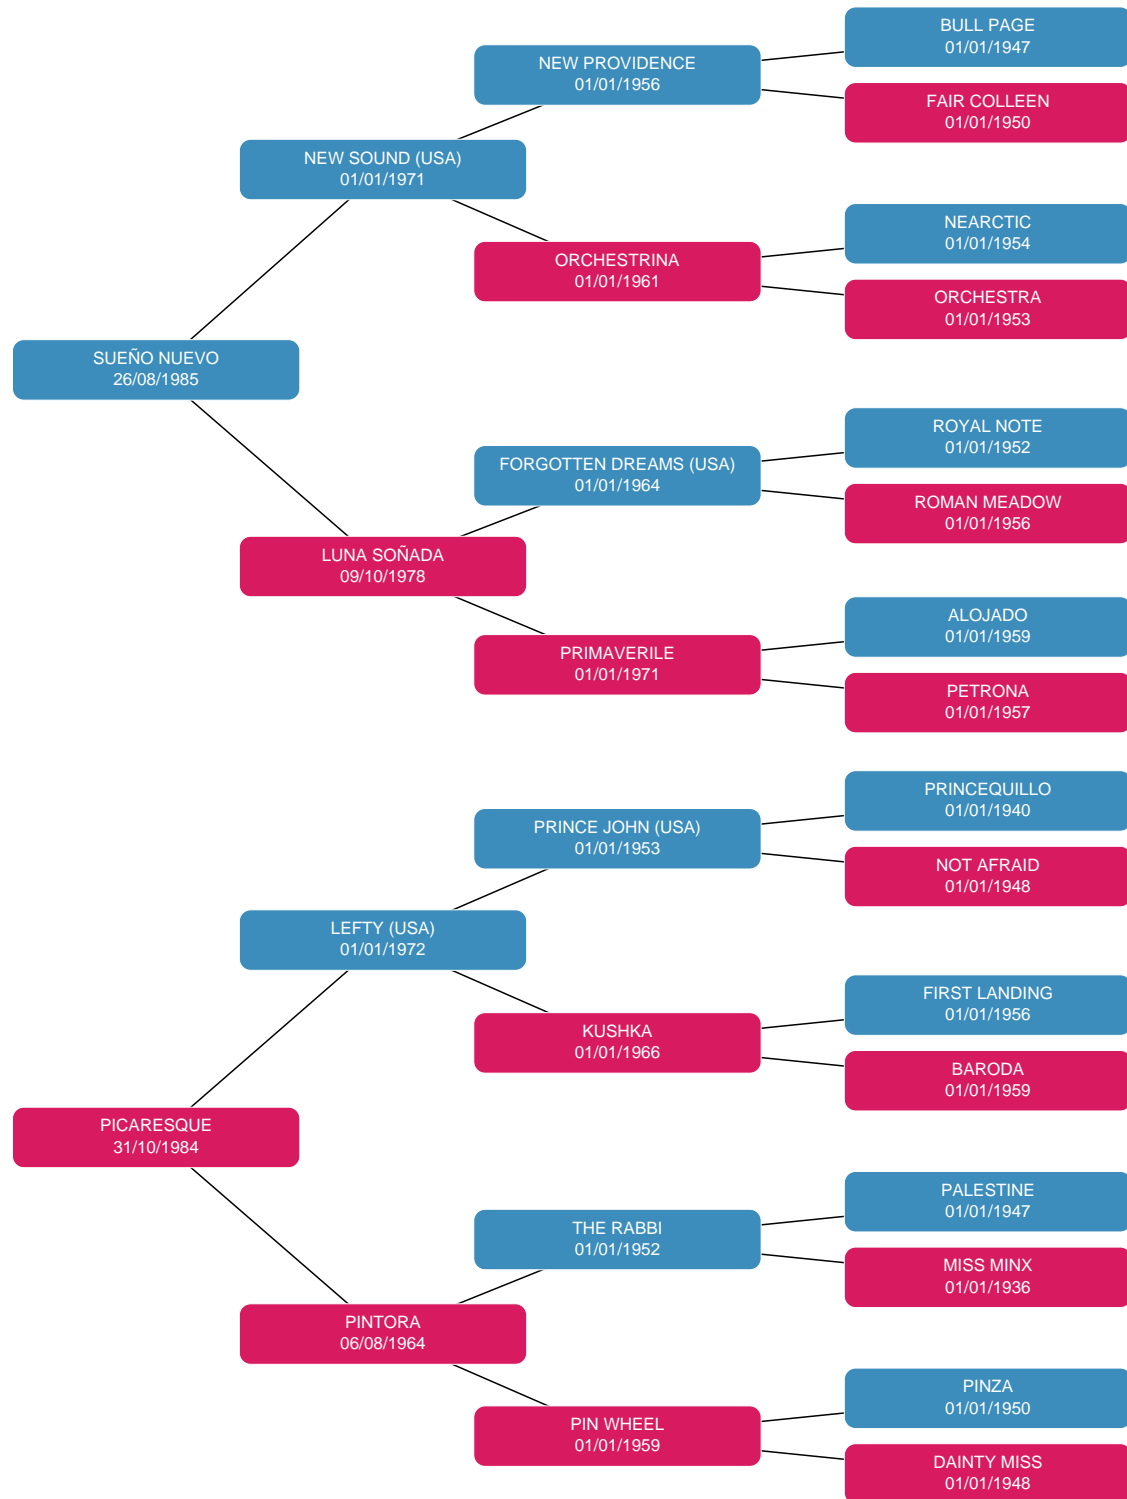 BULL PAGE
01/01/1947
NEW PROVIDENCE
01/01/1956
FAIR COLLEEN
01/01/1950
NEW SOUND (USA)
01/01/1971
NEARCTIC
01/01/1954
ORCHESTRINA
01/01/1961
ORCHESTRA
01/01/1953
SUEÑO NUEVO
26/08/1985
ROYAL NOTE
01/01/1952
FORGOTTEN DREAMS (USA)
01/01/1964
ROMAN MEADOW
01/01/1956
LUNA SOÑADA
09/10/1978
ALOJADO
01/01/1959
PRIMAVERILE
01/01/1971
PETRONA
01/01/1957
PRINCEQUILLO
01/01/1940
PRINCE JOHN (USA)
01/01/1953
NOT AFRAID
01/01/1948
LEFTY (USA)
01/01/1972
FIRST LANDING
01/01/1956
KUSHKA
01/01/1966
BARODA
01/01/1959
PICARESQUE
31/10/1984
PALESTINE
01/01/1947
THE RABBI
01/01/1952
MISS MINX
01/01/1936
PINTORA
06/08/1964
PINZA
01/01/1950
PIN WHEEL
01/01/1959
DAINTY MISS
01/01/1948